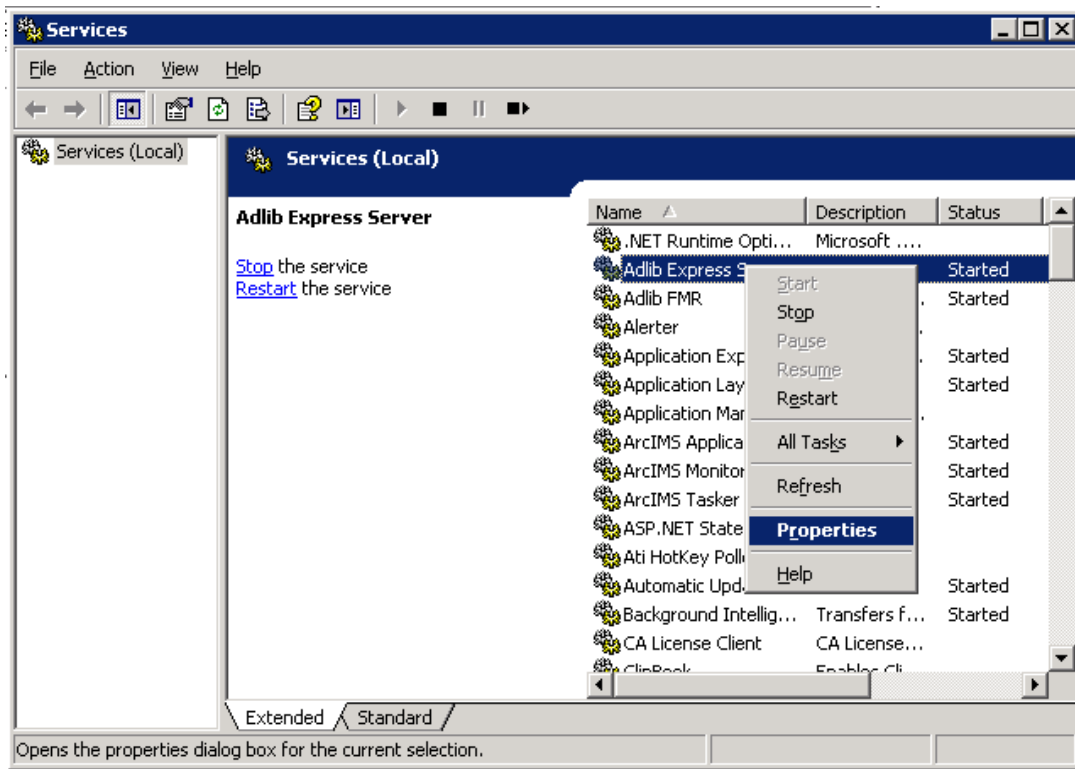 Services
File Action View Help
Services (Local)
Services (Local)
Adlib Express Server
Stop the service
Restart the service
Name Description Status
.NET Runtime Opti... Microsoft ....
Adlib Express S Started
Adlib FMR . Started
Alerter .
Application Exp . Started
Application Lay Started
Application Mar .
ArcIMS Applica Started
ArcIMS Monitor Started
ArcIMS Tasker Started
ASP.NET State
Ati HotKey Poll
Automatic Upd. Started
Background Intellig... Transfers f... Started
CA License Client CA License...
ClipBook Enables Cli
Start
Stop
Pause
Resume
Restart
All Tasks
Refresh
Properties
Help
Extended Standard
Opens the properties dialog box for the current selection.